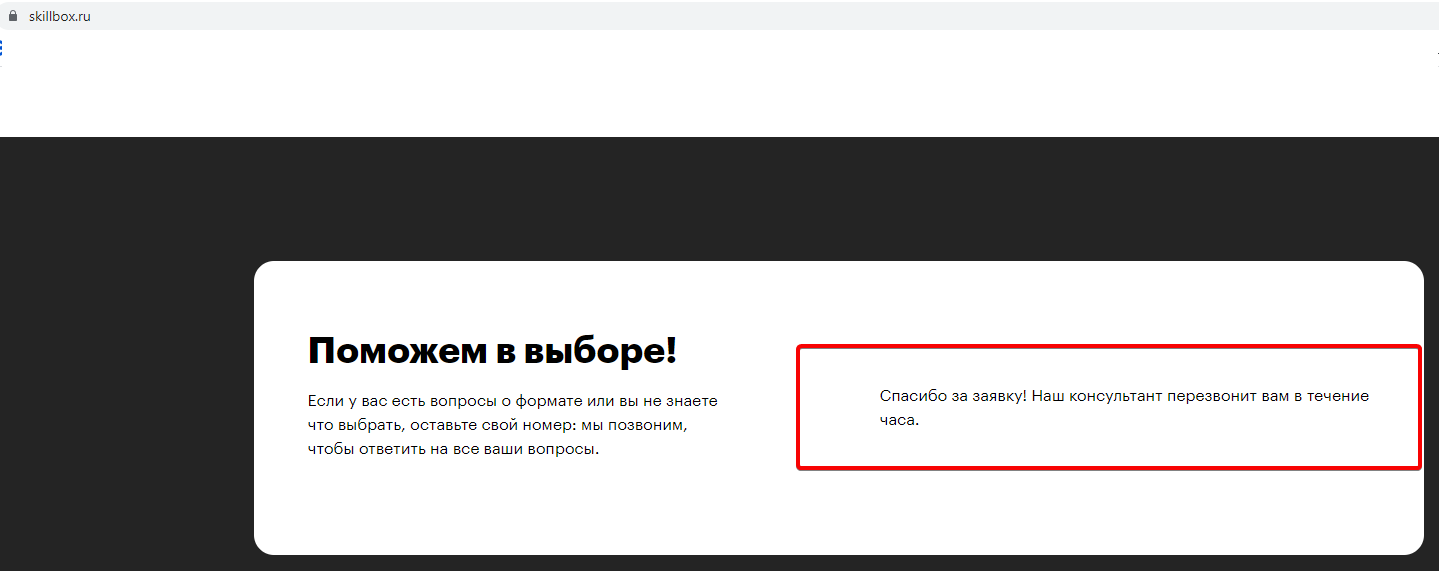 skillbox.ru
Поможем в выборе!
Если у вас есть вопросы о формате или вы не знаете
что выбрать, оставьте свой номер: мы позвоним,
чтобы ответить на все ваши вопросы.
Спасибо за заявку! Наш консультант перезвонит вам в течение
часа.